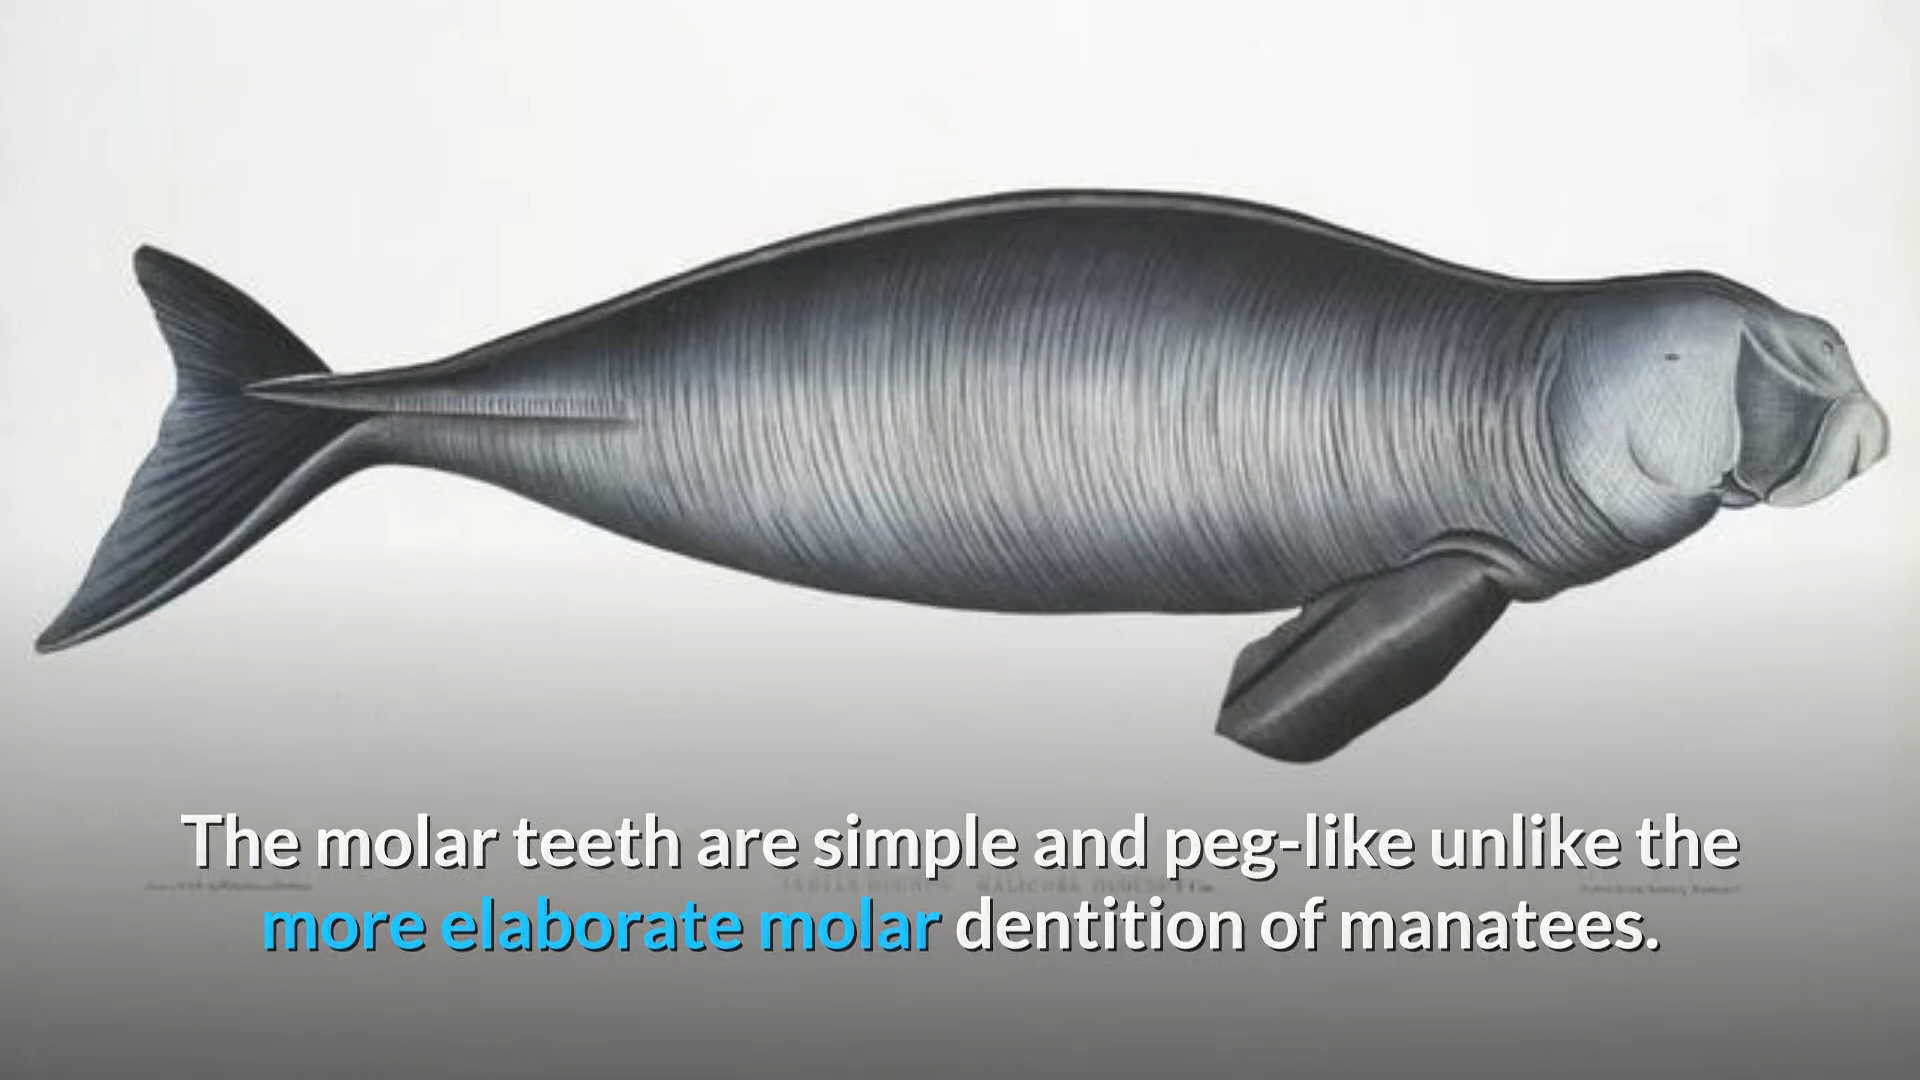 The molar teeth are simple and peg-like unlike the
more elaborate molar dentition of manatees.